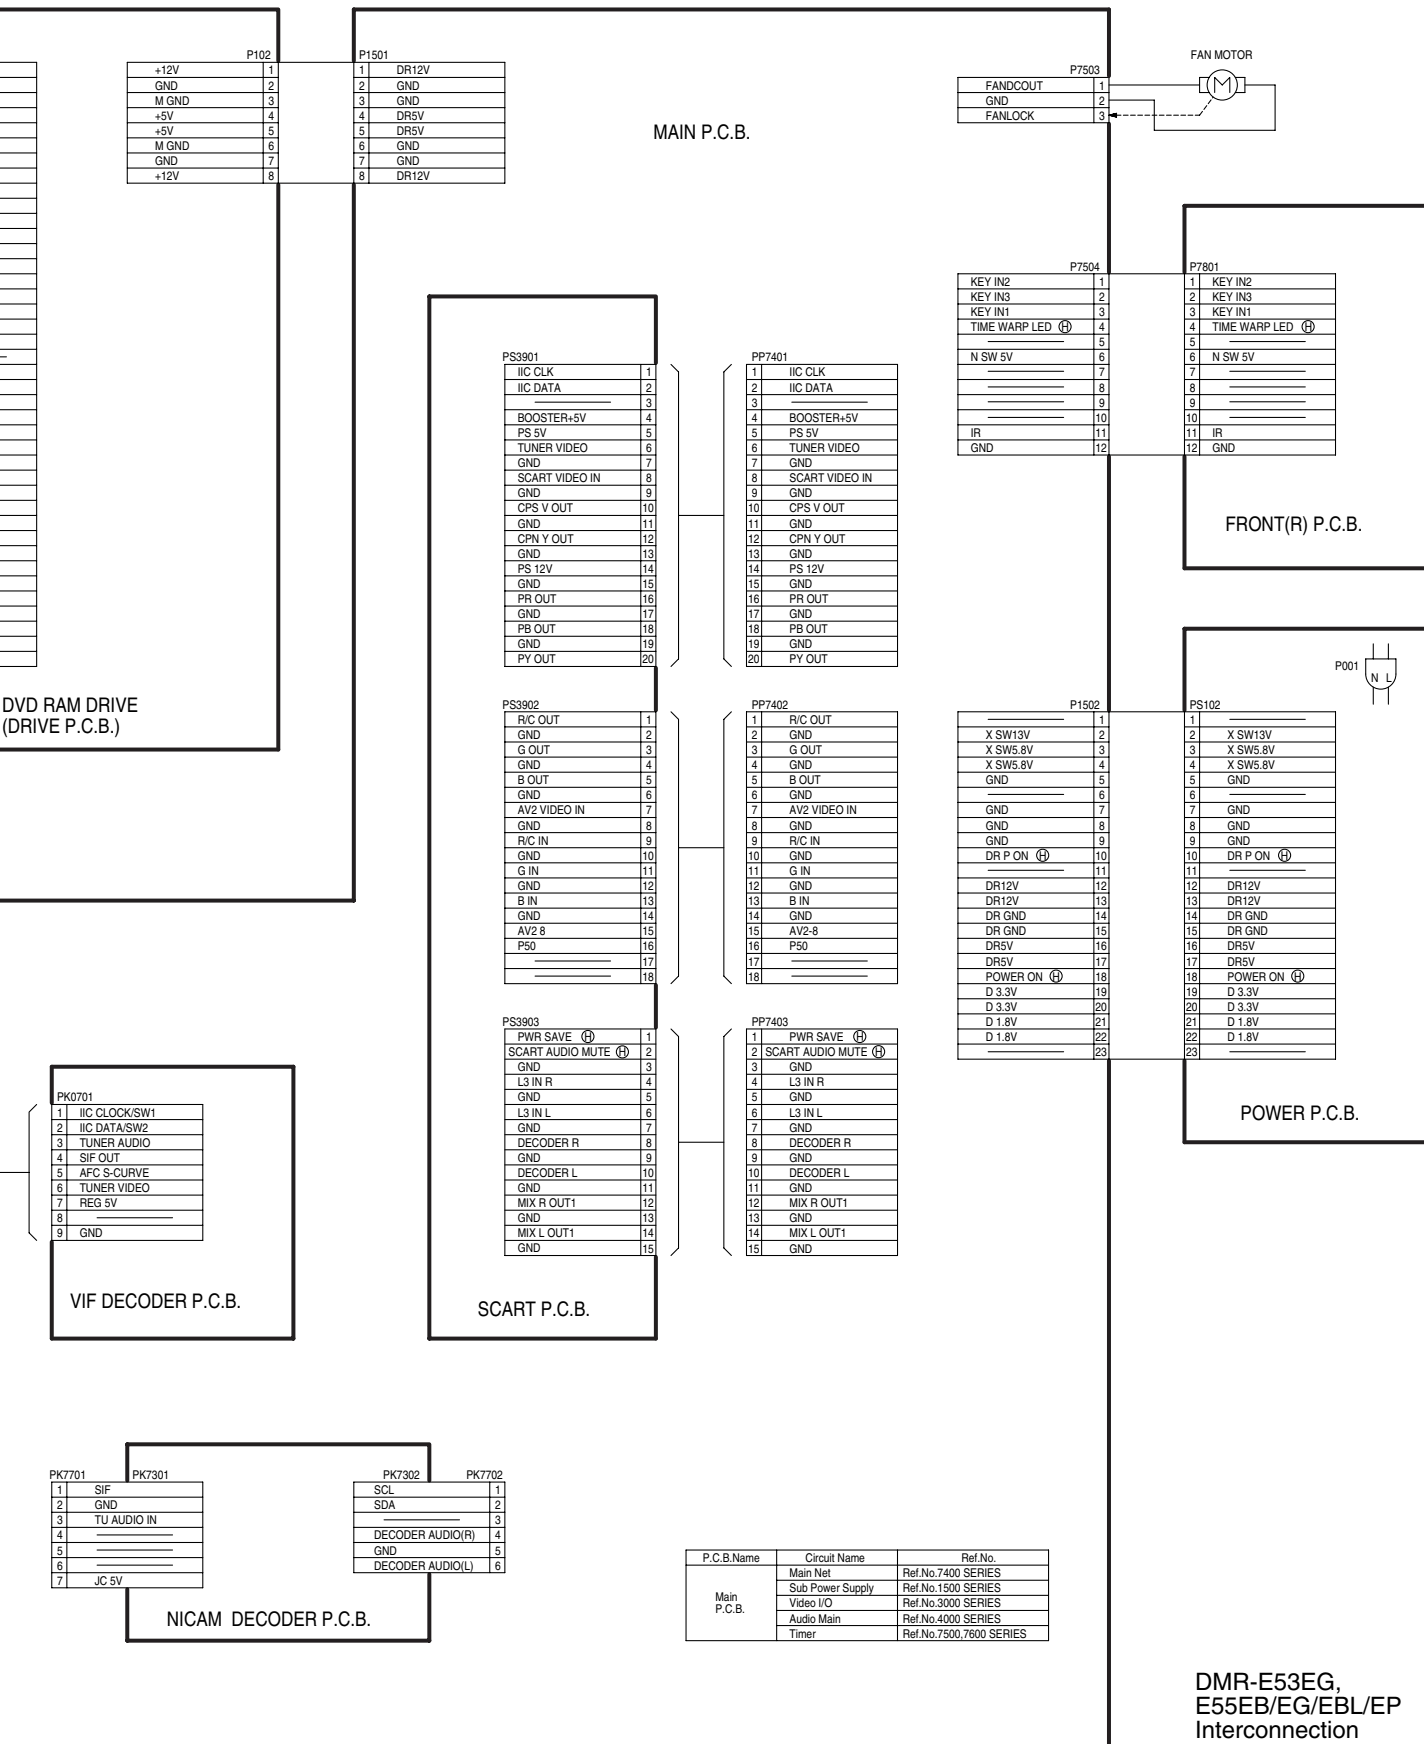 P102
+12V 1
GND 2
M GND 3
+5V 4
+5V 5
M GND 6
GND 7
+12V 8
P1501
1 DR12V
2 GND
3 GND
4 DR5V
5 DR5V
6 GND
7 GND
8 DR12V
MAIN P.C.B.
P7503
FANDCOUT 1
GND 2
FANLOCK 3
FAN MOTOR
M
P7504
KEY IN2 1
KEY IN3 2
KEY IN1 3
TIME WARP LED Ⓗ 4
5
N SW 5V 6
7
8
9
10
IR 11
GND 12
P7801
1 KEY IN2
2 KEY IN3
3 KEY IN1
4 TIME WARP LED Ⓗ
5
6 N SW 5V
7
8
9
10
11 IR
12 GND
FRONT(R) P.C.B.
PS3901
IIC CLK 1
IIC DATA 2
3
BOOSTER+5V 4
PS 5V 5
TUNER VIDEO 6
GND 7
SCART VIDEO IN 8
GND 9
CPS V OUT 10
GND 11
CPN Y OUT 12
GND 13
PS 12V 14
GND 15
PR OUT 16
GND 17
PB OUT 18
GND 19
PY OUT 20
PP7401
1 IIC CLK
2 IIC DATA
3
4 BOOSTER+5V
5 PS 5V
6 TUNER VIDEO
7 GND
8 SCART VIDEO IN
9 GND
10 CPS V OUT
11 GND
12 CPN Y OUT
13 GND
14 PS 12V
15 GND
16 PR OUT
17 GND
18 PB OUT
19 GND
20 PY OUT
DVD RAM DRIVE
(DRIVE P.C.B.)
PS3902
R/C OUT 1
GND 2
G OUT 3
GND 4
B OUT 5
GND 6
AV2 VIDEO IN 7
GND 8
R/C IN 9
GND 10
G IN 11
GND 12
B IN 13
GND 14
AV2 8 15
P50 16
17
18
PP7402
1 R/C OUT
2 GND
3 G OUT
4 GND
5 B OUT
6 GND
7 AV2 VIDEO IN
8 GND
9 R/C IN
10 GND
11 G IN
12 GND
13 B IN
14 GND
15 AV2-8
16 P50
17
18
P001
N L
P1502
1
X SW13V 2
X SW5.8V 3
X SW5.8V 4
GND 5
6
GND 7
GND 8
GND 9
DR P ON Ⓗ 10
11
DR12V 12
DR12V 13
DR GND 14
DR GND 15
DR5V 16
DR5V 17
POWER ON Ⓗ 18
D 3.3V 19
D 3.3V 20
D 1.8V 21
D 1.8V 22
23
PS102
1
2 X SW13V
3 X SW5.8V
4 X SW5.8V
5 GND
6
7 GND
8 GND
9 GND
10 DR P ON Ⓗ
11
12 DR12V
13 DR12V
14 DR GND
15 DR GND
16 DR5V
17 DR5V
18 POWER ON Ⓗ
19 D 3.3V
20 D 3.3V
21 D 1.8V
22 D 1.8V
23
POWER P.C.B.
PS3903
PWR SAVE Ⓗ 1
SCART AUDIO MUTE Ⓗ 2
GND 3
L3 IN R 4
GND 5
L3 IN L 6
GND 7
DECODER R 8
GND 9
DECODER L 10
GND 11
MIX R OUT1 12
GND 13
MIX L OUT1 14
GND 15
PP7403
1 PWR SAVE Ⓗ
2 SCART AUDIO MUTE Ⓗ
3 GND
4 L3 IN R
5 GND
6 L3 IN L
7 GND
8 DECODER R
9 GND
10 DECODER L
11 GND
12 MIX R OUT1
13 GND
14 MIX L OUT1
15 GND
SCART P.C.B.
PK0701
1 IIC CLOCK/SW1
2 IIC DATA/SW2
3 TUNER AUDIO
4 SIF OUT
5 AFC S-CURVE
6 TUNER VIDEO
7 REG 5V
8
9 GND
VIF DECODER P.C.B.
PK7701 PK7301
1 SIF
2 GND
3 TU AUDIO IN
4
5
6
7 JC 5V
PK7302 PK7702
SCL 1
SDA 2
3
DECODER AUDIO(R) 4
GND 5
DECODER AUDIO(L) 6
NICAM DECODER P.C.B.
P.C.B.Name Circuit Name Ref.No.
Main
P.C.B.
Main Net Ref.No.7400 SERIES
Sub Power Supply Ref.No.1500 SERIES
Video I/O Ref.No.3000 SERIES
Audio Main Ref.No.4000 SERIES
Timer Ref.No.7500,7600 SERIES
DMR-E53EG,
E55EB/EG/EBL/EP
Interconnection